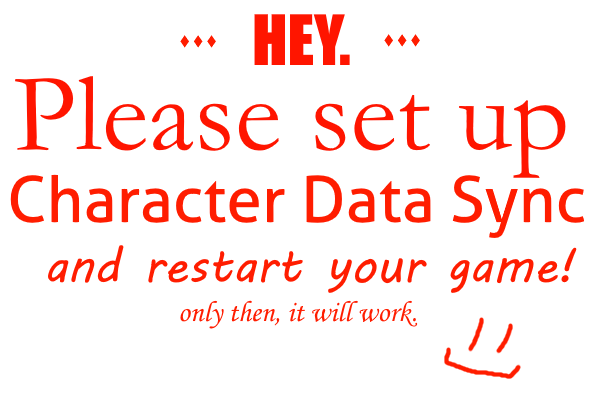 HEY.
Please set up
Character Data Sync
and restart your game!
only then, it will work.